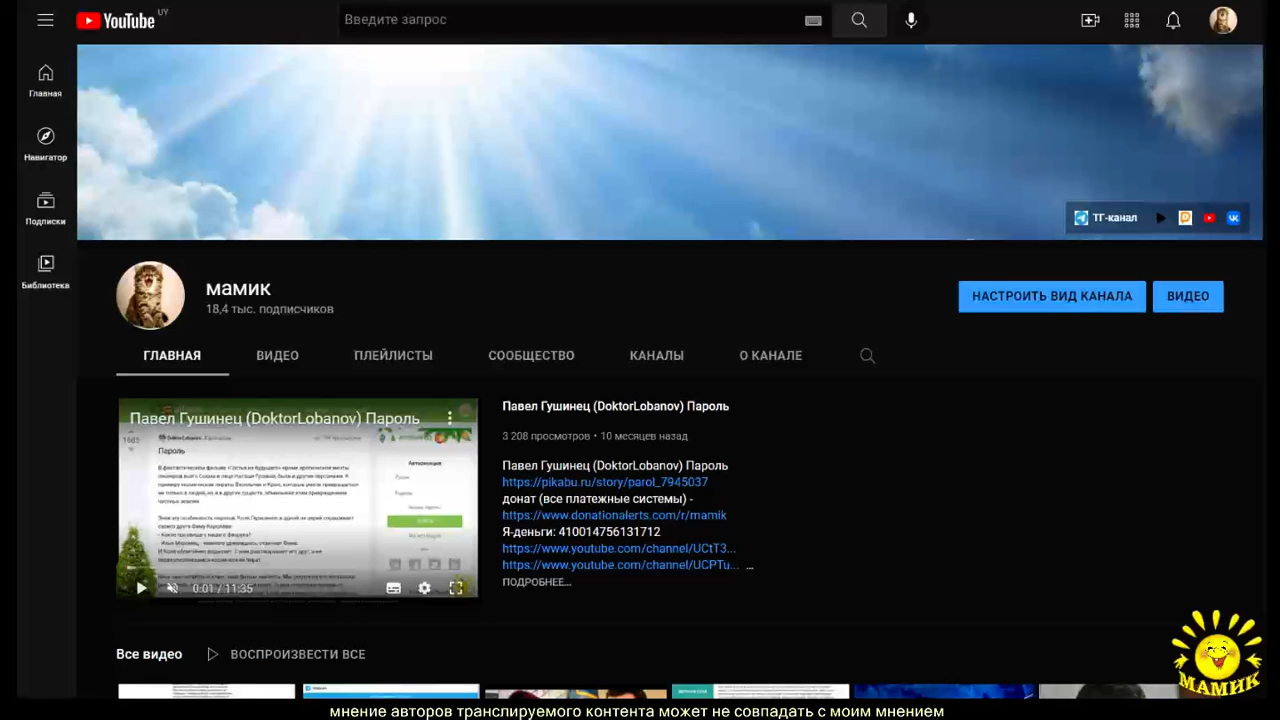 YouTube UY
Введите запрос
Главная
Навигатор
Подписки
Библиотека
ТГ-канал
мамик
18,4 тыс. подписчиков
НАСТРОИТЬ ВИД КАНАЛА
ВИДЕО
ГЛАВНАЯ ВИДЕО ПЛЕЙЛИСТЫ СООБЩЕСТВО КАНАЛЫ О КАНАЛЕ
Павел Гушинец (DoktorLobanov) Пароль
DoktorLobanov
Пароль
Авторизация
0:01 / 11:35
Павел Гушинец (DoktorLobanov) Пароль
3 208 просмотров • 10 месяцев назад
Павел Гушинец (DoktorLobanov) Пароль
https://pikabu.ru/story/parol_7945037
донат (все платежные системы) -
https://www.donationalerts.com/r/mamik
Я-деньги: 410014756131712
https://www.youtube.com/channel/UCtT3...
https://www.youtube.com/channel/UCPTu... ...
ПОДРОБНЕЕ...
Все видео
ВОСПРОИЗВЕСТИ ВСЕ
МАМИК
мнение авторов транслируемого контента может не совпадать с моим мнением